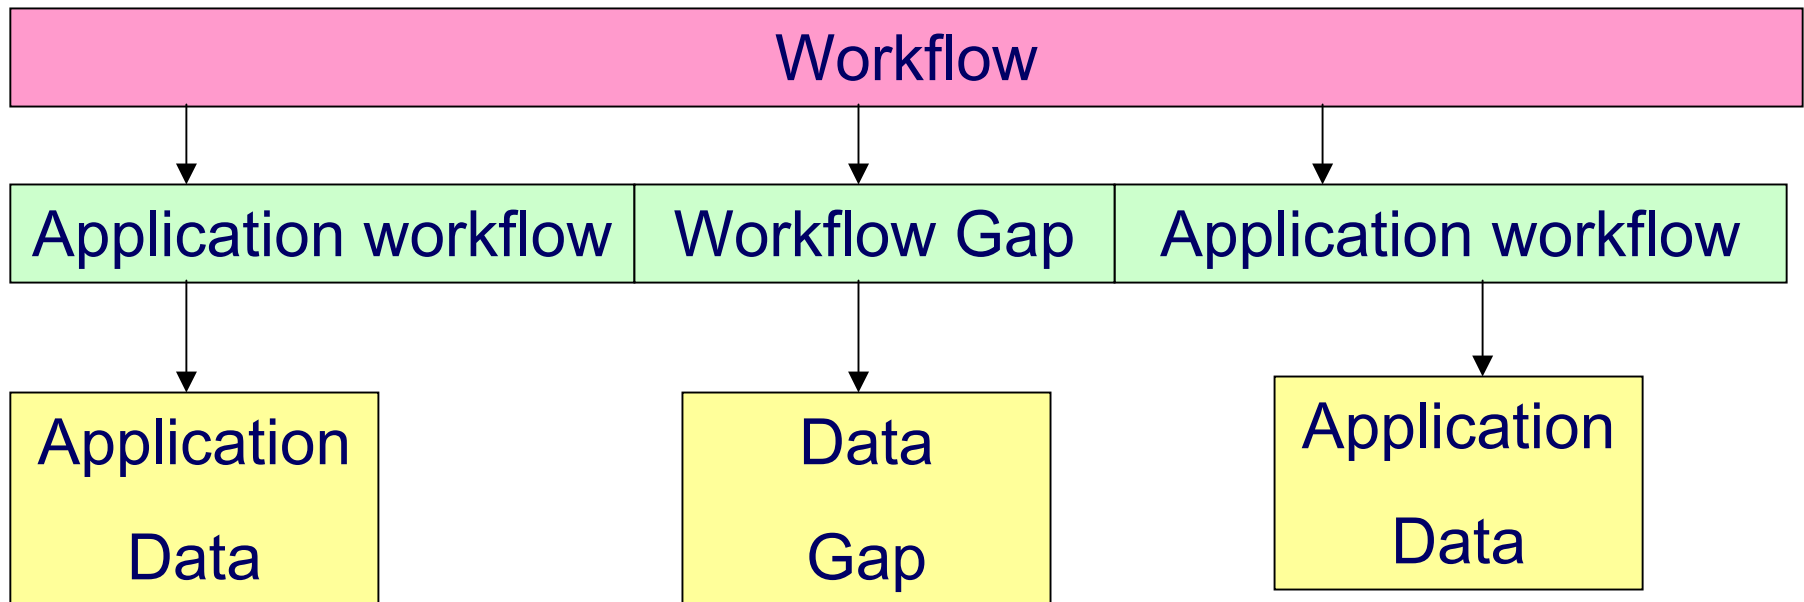 Workflow
Application workflow
Workflow Gap
Application workflow
Application
Data
Data
Gap
Application
Data